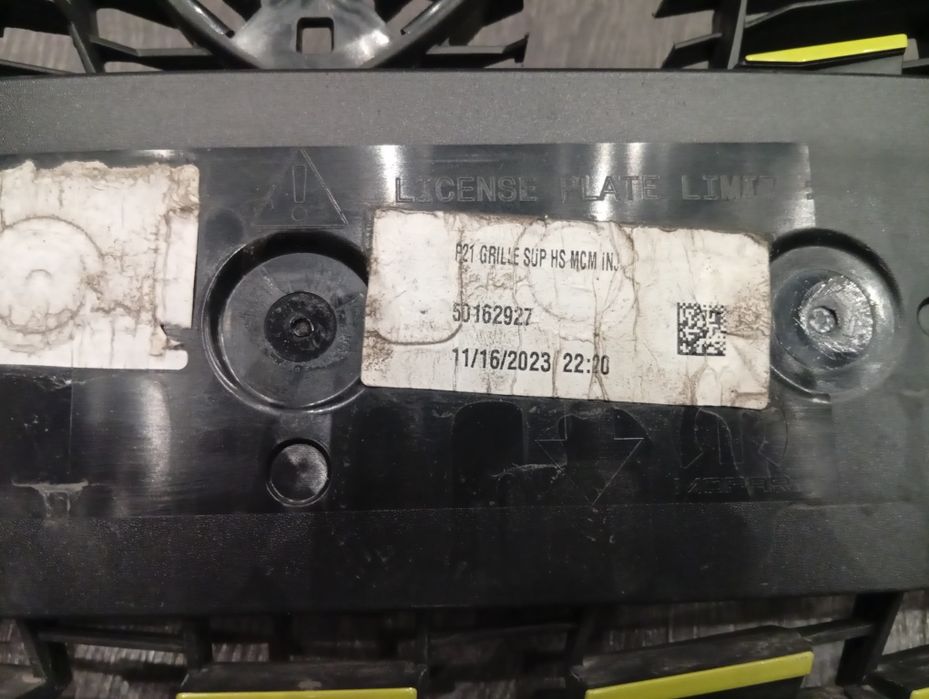 LICENSE PLATE LIMIT
P21 GRILLE SUP HS MCM INJ
50162927
11/16/2023 22:20